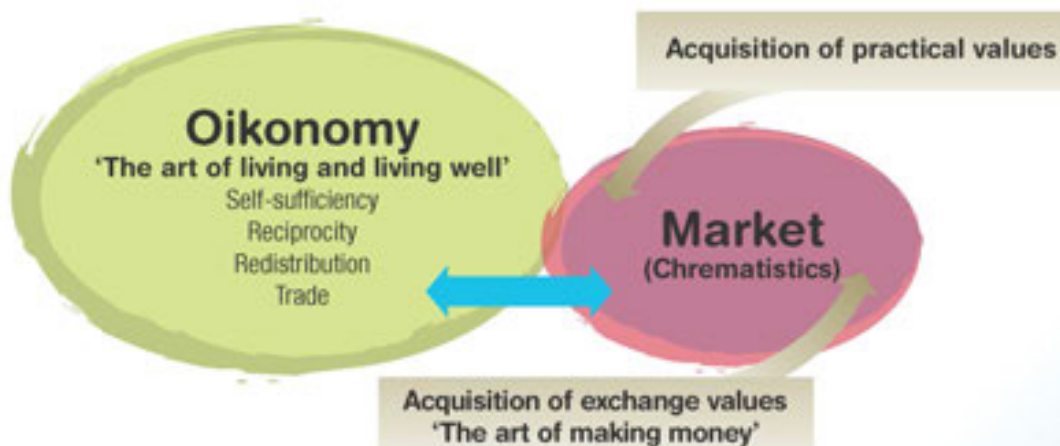 Acquisition of practical values
Oikonomy
‘The art of living and living well’
Self-sufficiency
Reciprocity
Redistribution
Trade
Market
(Chrematistics)
Acquisition of exchange values
‘The art of making money’